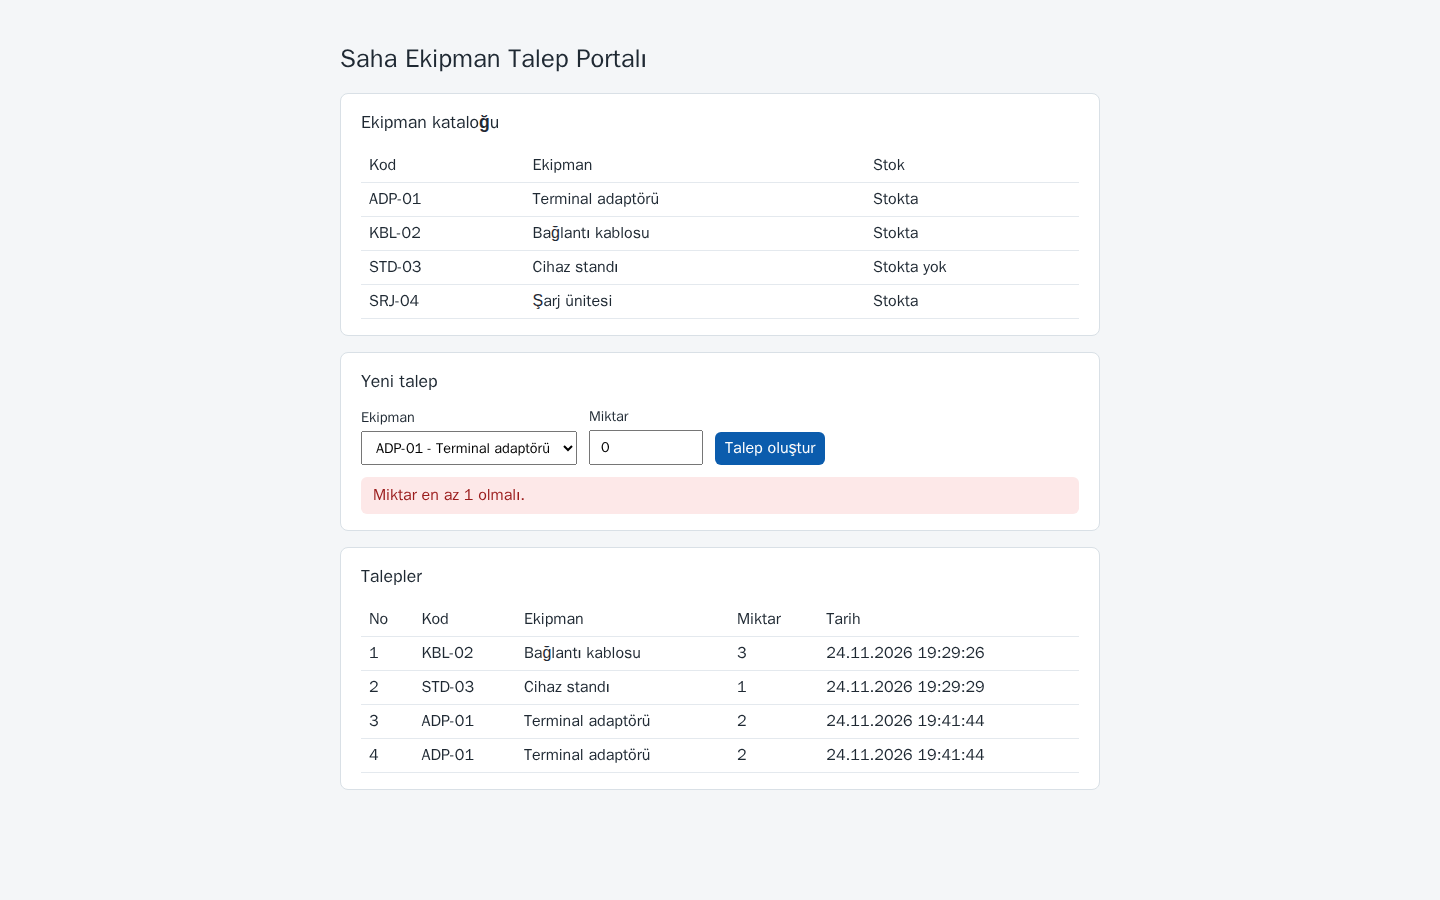 Saha Ekipman Talep Portalı
Ekipman kataloğu
Kod Ekipman Stok
ADP-01 Terminal adaptörü Stokta
KBL-02 Bağlantı kablosu Stokta
STD-03 Cihaz standı Stokta yok
SRJ-04 Şarj ünitesi Stokta
Yeni talep
Ekipman Miktar
ADP-01 - Terminal adaptörü 0 Talep oluştur
Miktar en az 1 olmalı.
Talepler
No Kod Ekipman Miktar Tarih
1 KBL-02 Bağlantı kablosu 3 24.11.2026 19:29:26
2 STD-03 Cihaz standı 1 24.11.2026 19:29:29
3 ADP-01 Terminal adaptörü 2 24.11.2026 19:41:44
4 ADP-01 Terminal adaptörü 2 24.11.2026 19:41:44